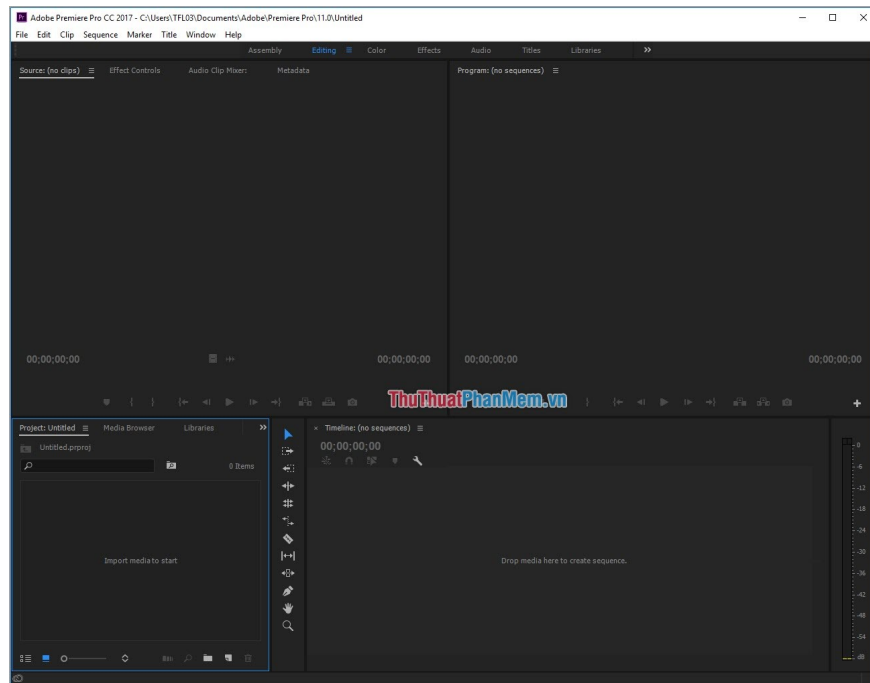 Pr Adobe Premiere Pro CC 2017 - C:\Users\TFL03\Documents\Adobe\Premiere Pro\11.0\Untitled
File Edit Clip Sequence Marker Title Window Help
Assembly Editing Color Effects Audio Titles Libraries
Source: (no clips) Effect Controls Audio Clip Mixer: Metadata
Program: (no sequences)
00;00;00;00 00;00;00;00
00;00;00;00 00;00;00;00
ThuThuatPhanMem.vn
Project: Untitled Media Browser Libraries
Untitled.prproj
0 Items
Import media to start
Timeline: (no sequences)
00;00;00;00
Drop media here to create sequence.
0
-6
-12
-18
-24
-30
-36
-42
-48
-54
dB